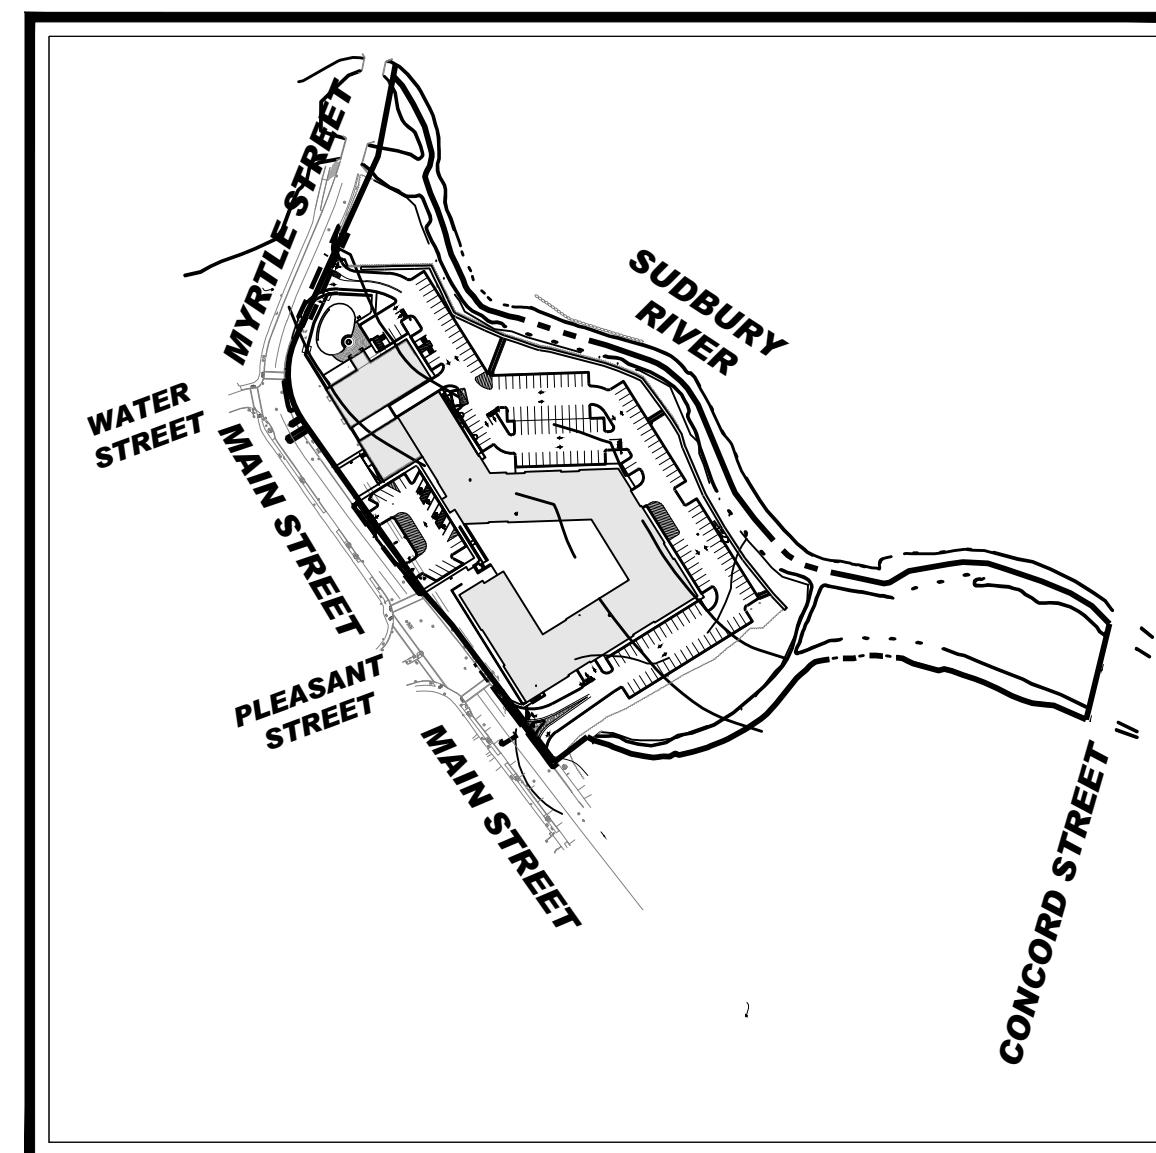 MYRTLE STREET
SUDBURY
RIVER
WATER
STREET
MAIN STREET
PLEASANT
STREET
MAIN STREET
CONCORD STREET